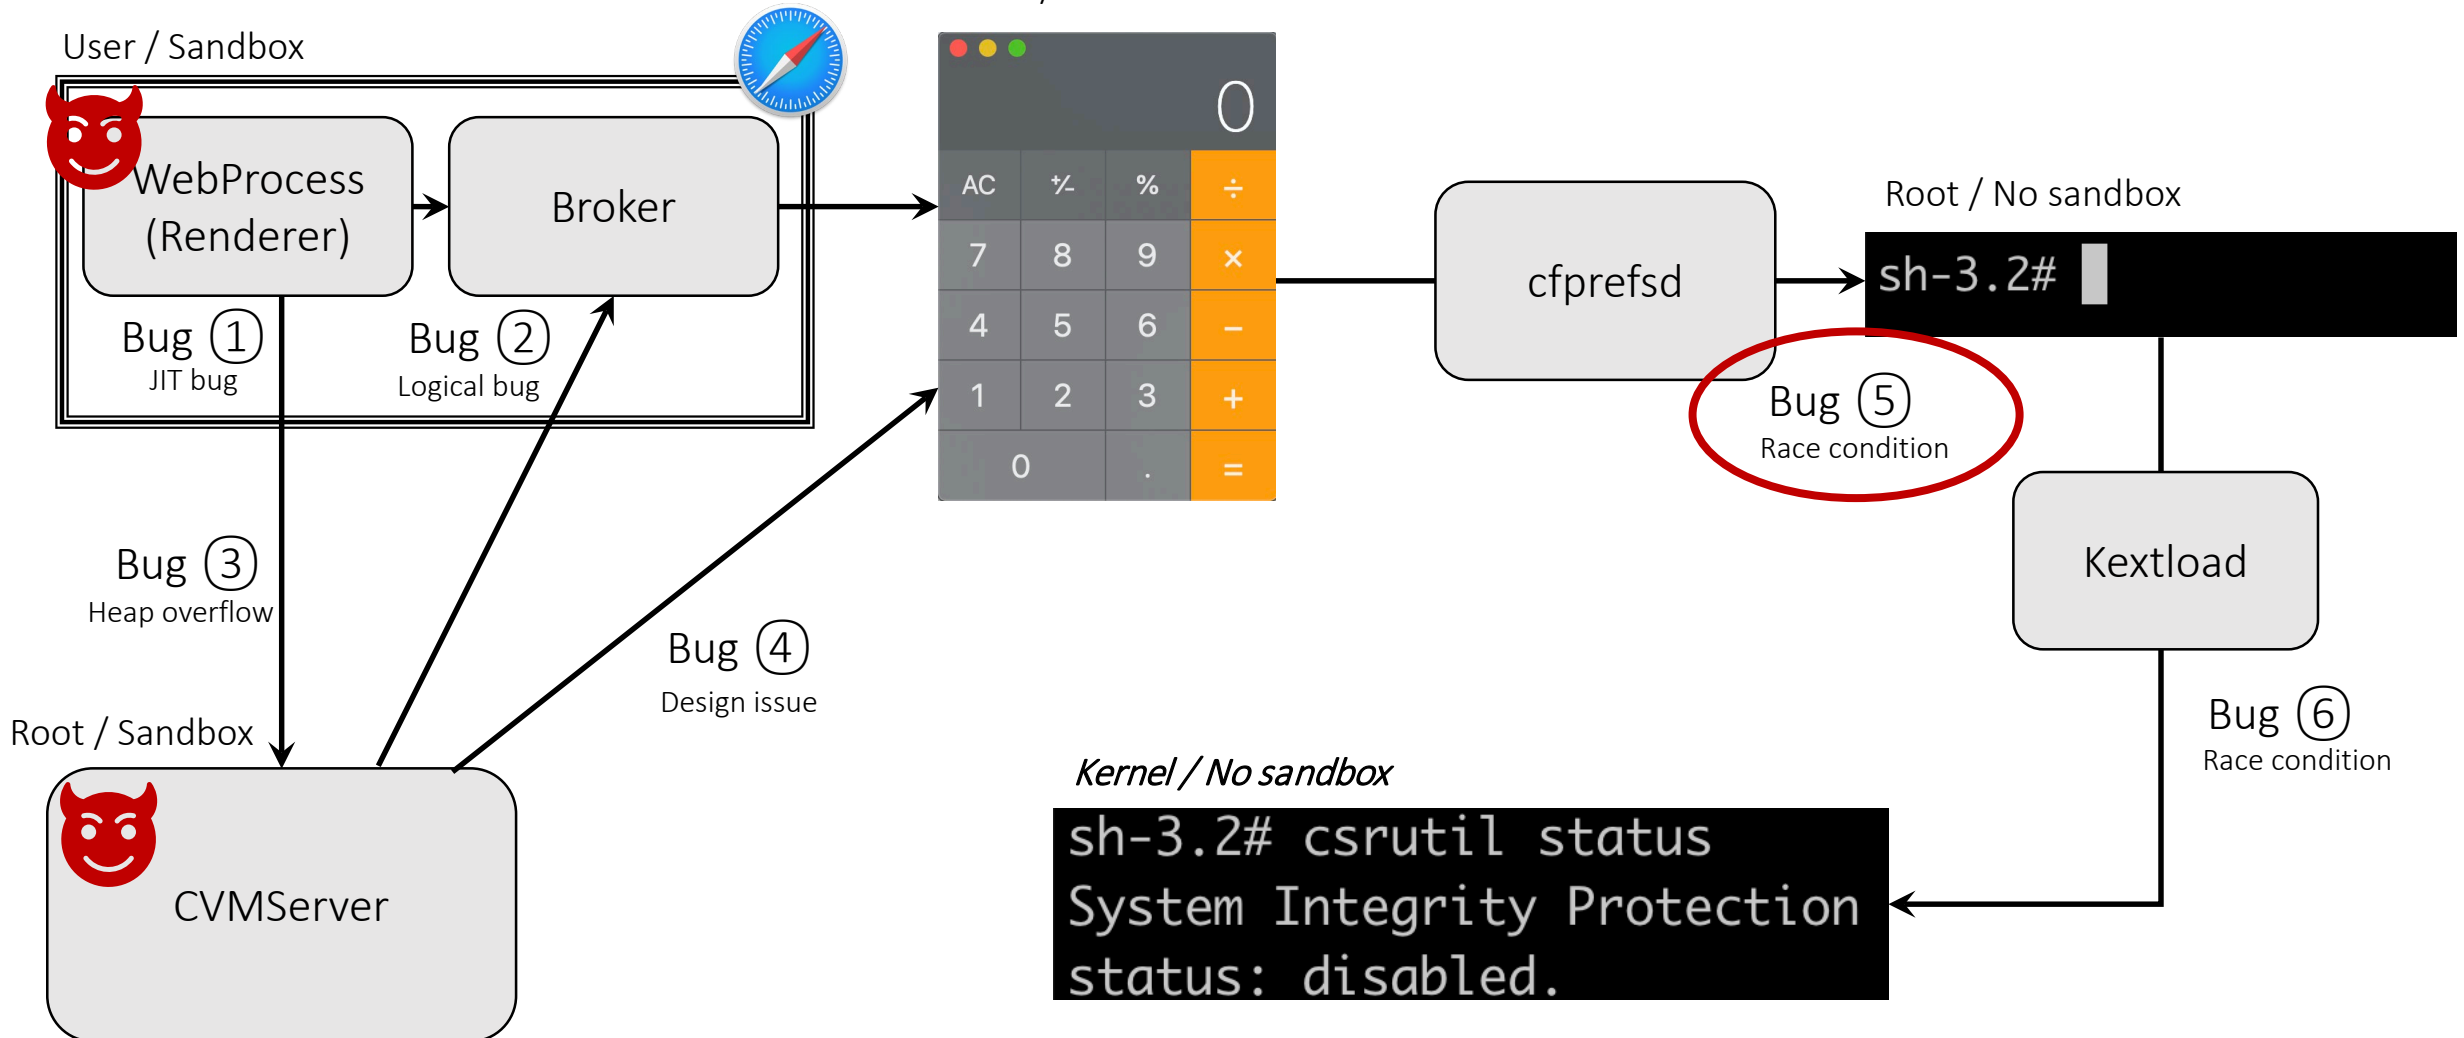 User / Sandbox
WebProcess
(Renderer)
Broker
Bug ①
JIT bug
Bug ②
Logical bug
0
AC +/- % ÷
7 8 9 ×
4 5 6 −
1 2 3 +
0 . =
cfprefsd
Root / No sandbox
sh-3.2#
Bug ⑤
Race condition
Kextload
Bug ③
Heap overflow
Bug ④
Design issue
Bug ⑥
Race condition
Root / Sandbox
CVMServer
Kernel / No sandbox
sh-3.2# csrutil status
System Integrity Protection
status: disabled.